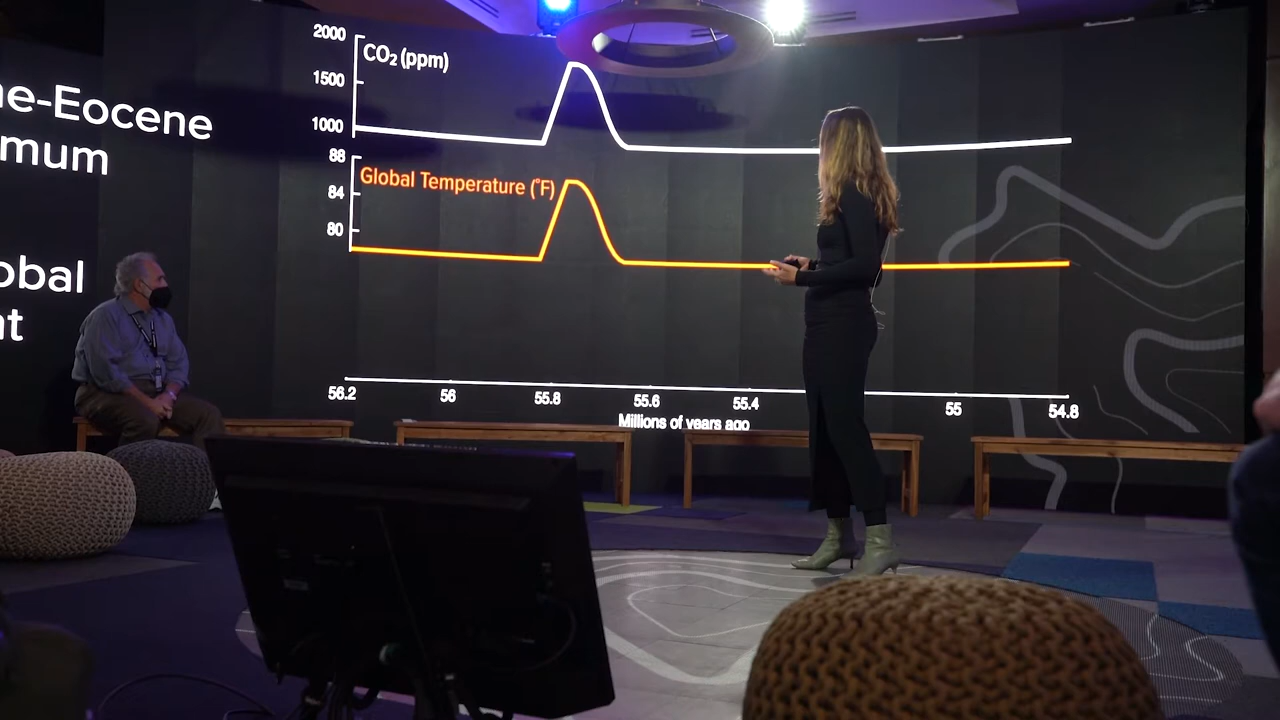 ne-Eocene
mum
obal
t
2000
CO₂ (ppm)
1500
1000
88
Global Temperature (°F)
84
80
56.2
56
55.8
55.6
55.4
55
54.8
Millions of years ago